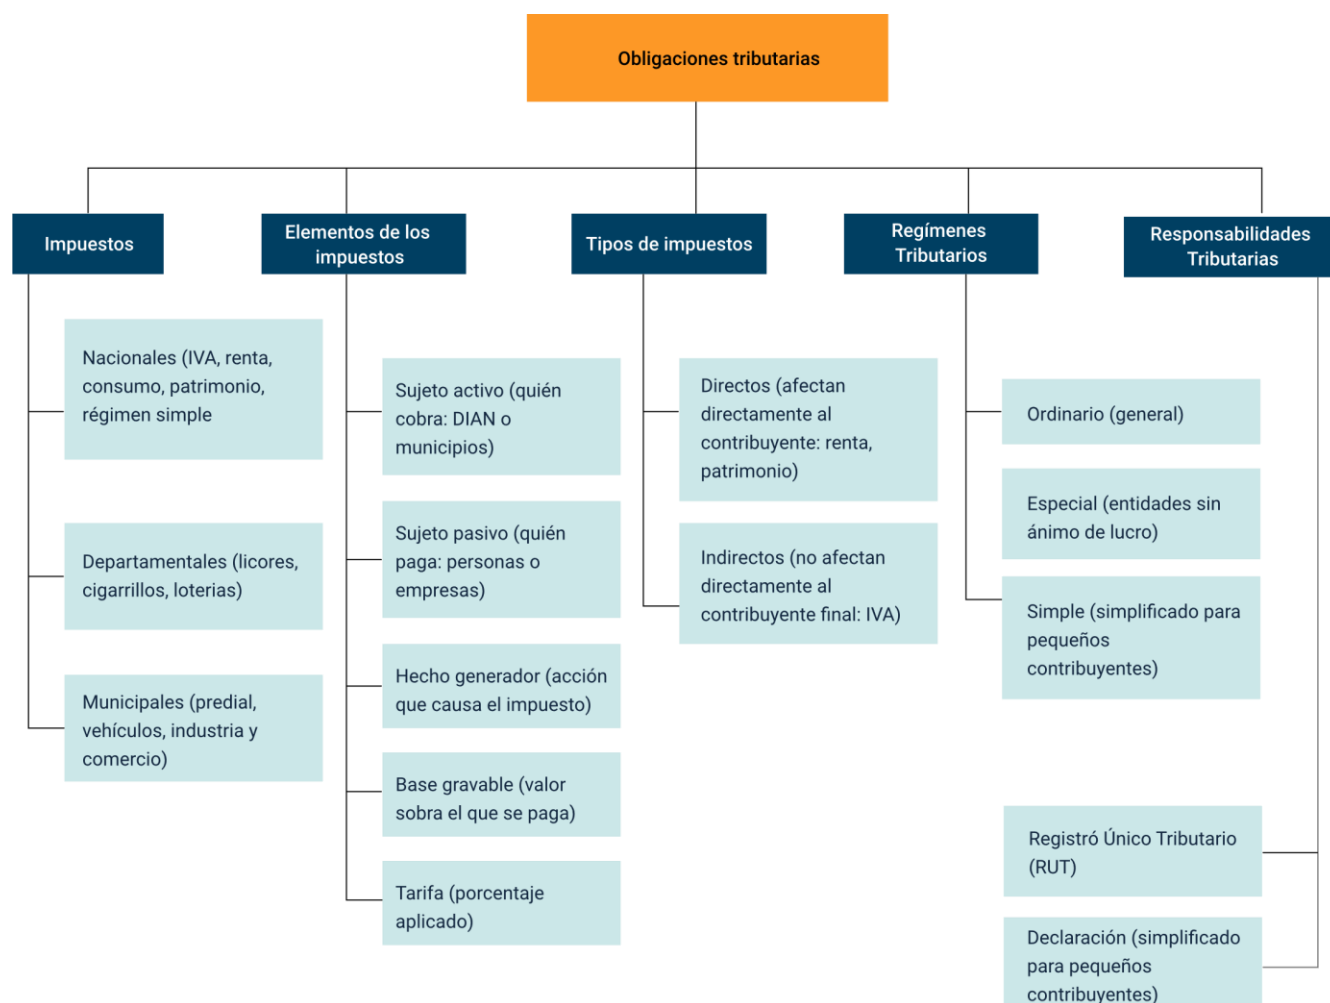 Obligaciones tributarias
Impuestos
Nacionales (IVA, renta,
consumo, patrimonio,
régimen simple
Departamentales (licores,
cigarrillos, loterias)
Municipales (predial,
vehículos, industria y
comercio)
Elementos de los
impuestos
Sujeto activo (quién
cobra: DIAN o
municipios)
Sujeto pasivo (quién
paga: personas o
empresas)
Hecho generador (acción
que causa el impuesto)
Base gravable (valor
sobra el que se paga)
Tarifa (porcentaje
aplicado)
Tipos de impuestos
Directos (afectan
directamente al
contribuyente: renta,
patrimonio)
Indirectos (no afectan
directamente al
contribuyente final: IVA)
Regímenes
Tributarios
Ordinario (general)
Especial (entidades sin
ánimo de lucro)
Simple (simplificado para
pequeños
contribuyentes)
Responsabilidades
Tributarias
Registró Único Tributario
(RUT)
Declaración (simplificado
para pequeños
contribuyentes)